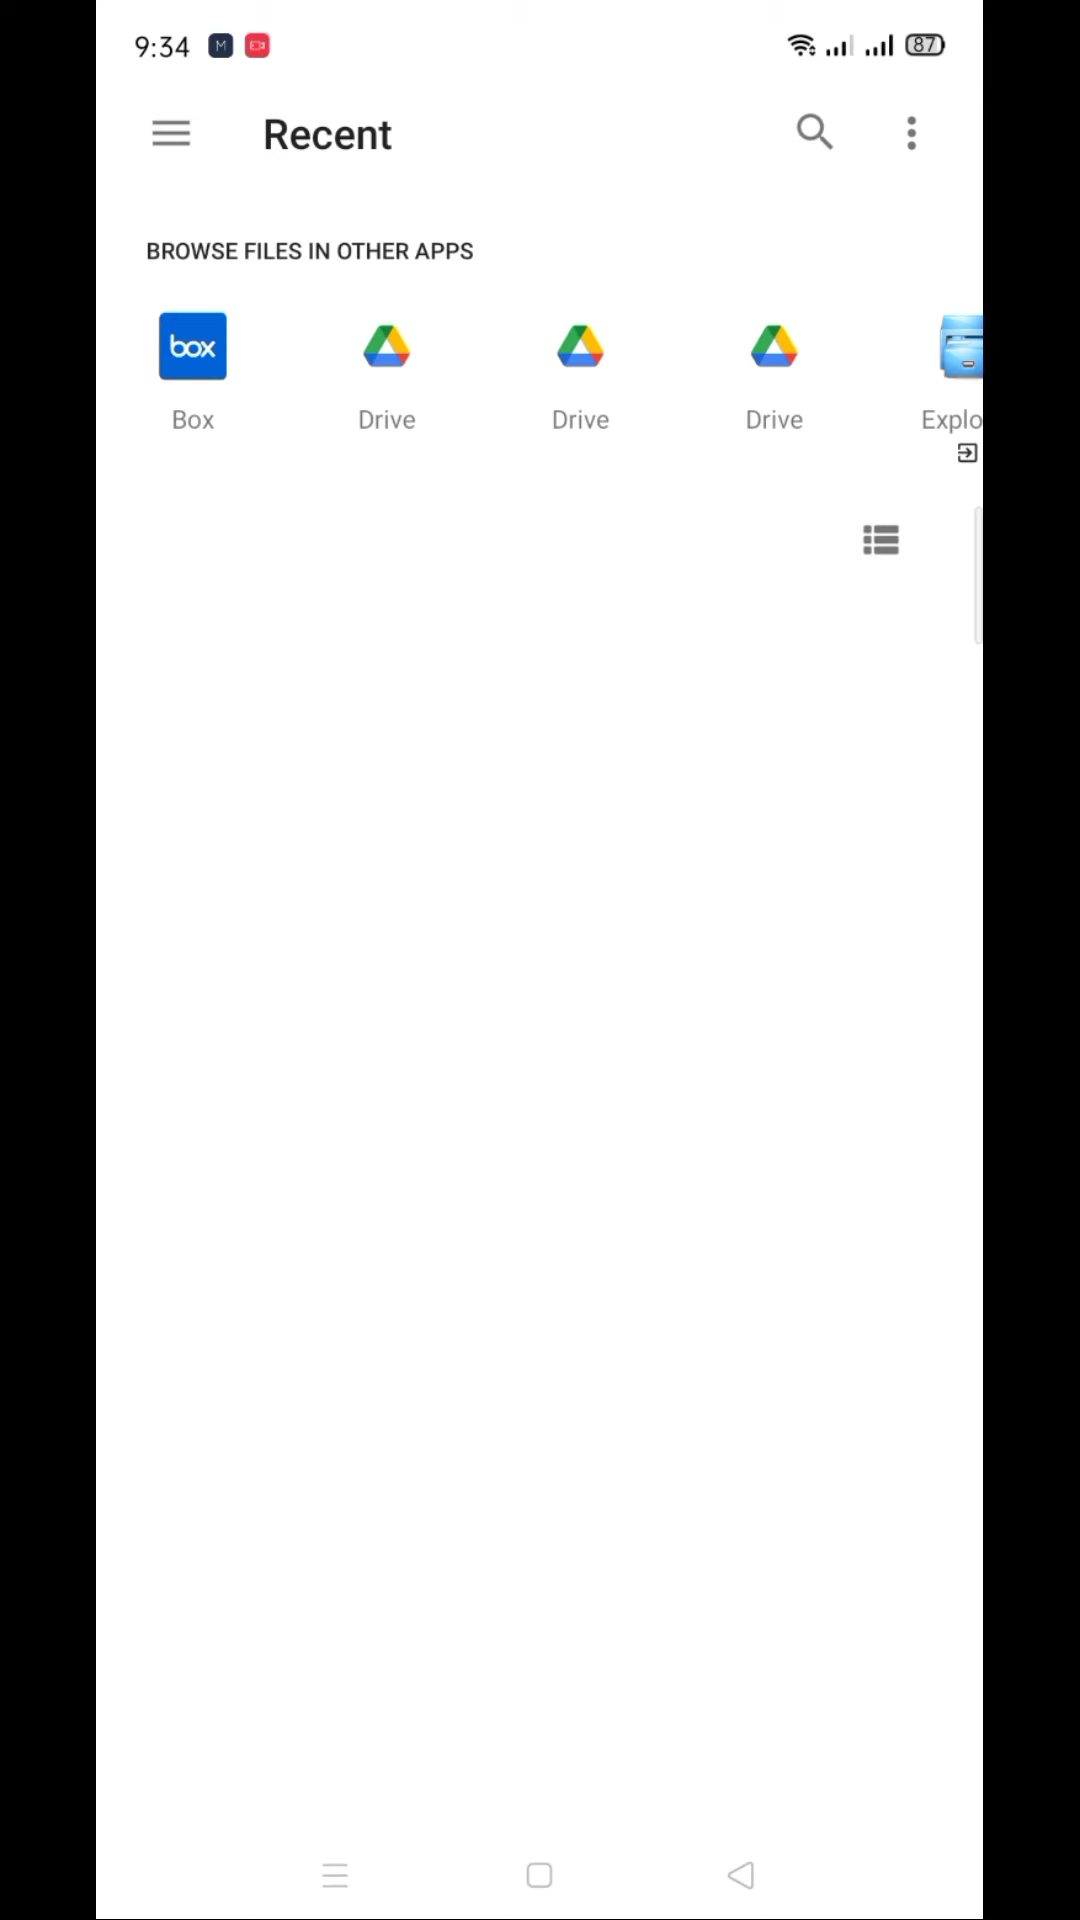 9:34 M 87
Recent
BROWSE FILES IN OTHER APPS
box
Box Drive Drive Drive Explo